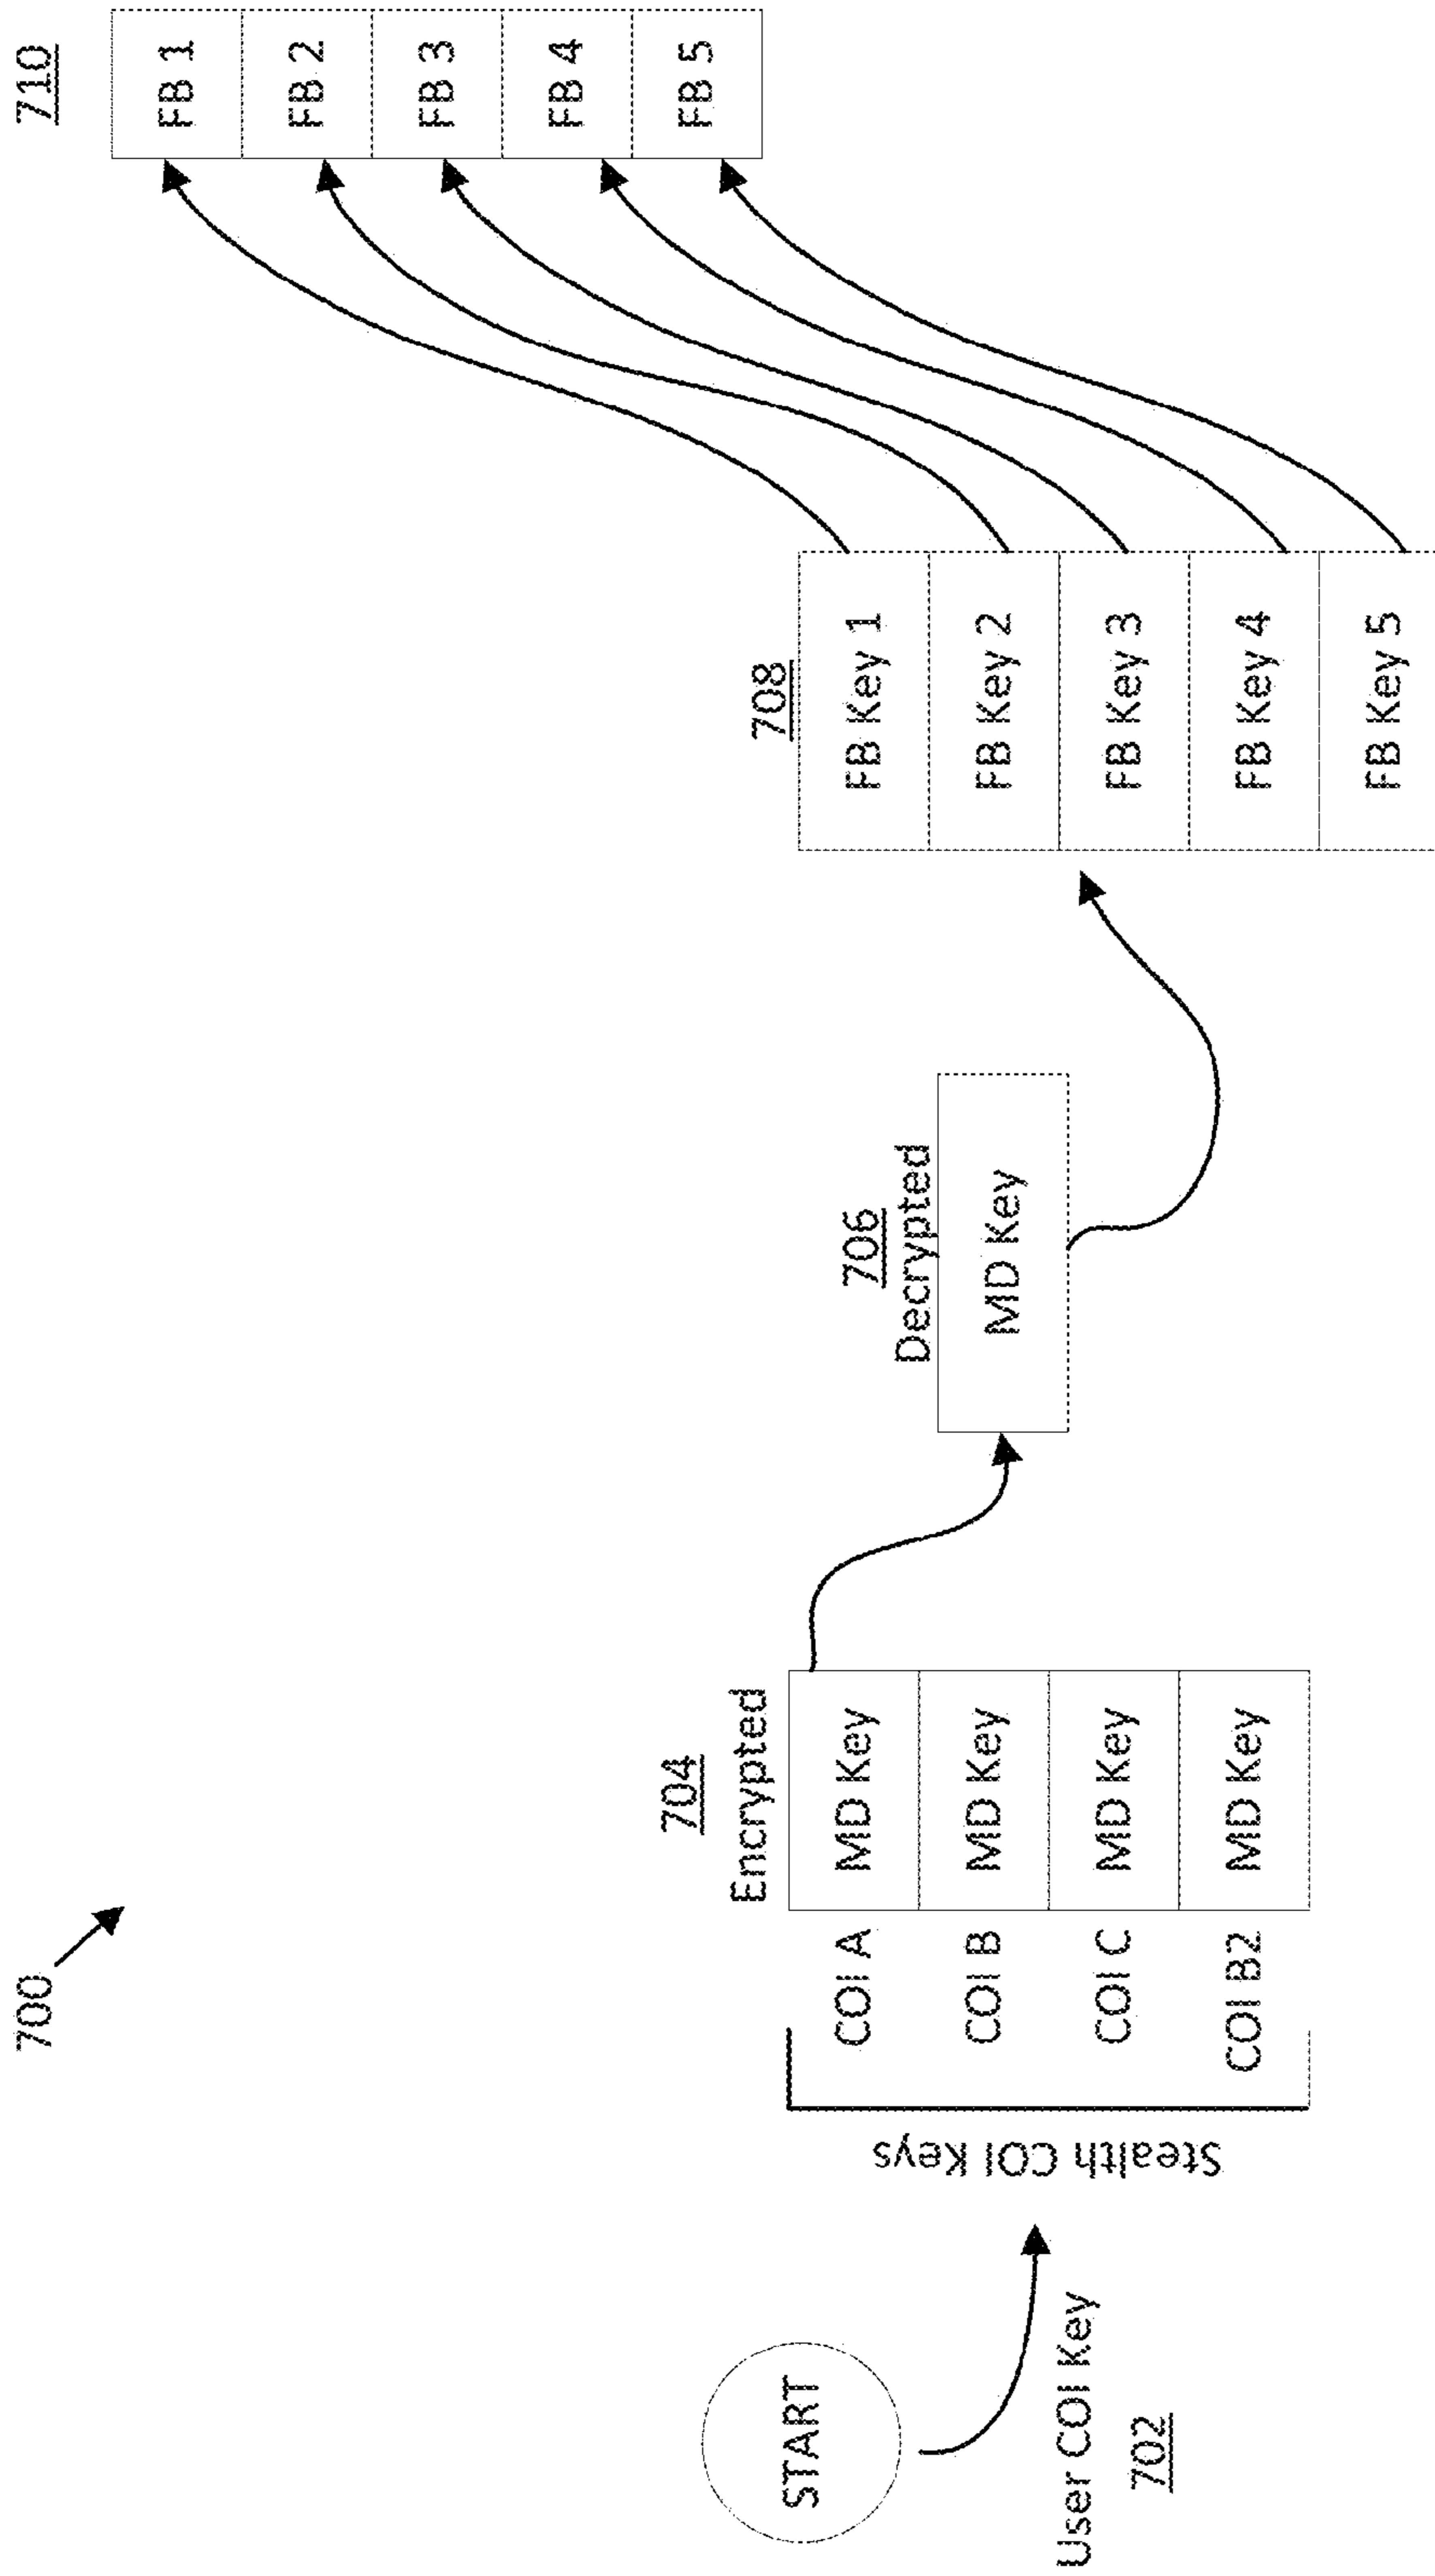 700
START
User COI Key
702
Stealth COI Keys
704
Encrypted
COI A MD Key
COI B MD Key
COI C MD Key
COI B2 MD Key
706
Decrypted
MD Key
708
FB Key 1
FB Key 2
FB Key 3
FB Key 4
FB Key 5
710
FB 1
FB 2
FB 3
FB 4
FB 5